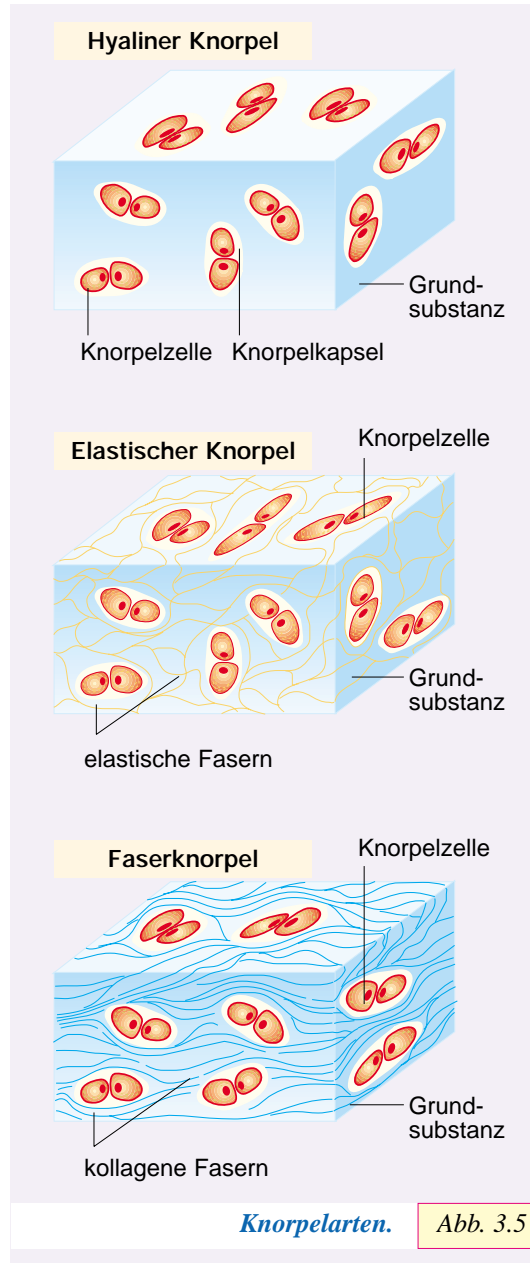 Hyaliner Knorpel
Grund-
substanz
Knorpelzelle Knorpelkapsel
Elastischer Knorpel
Knorpelzelle
Grund-
substanz
elastische Fasern
Faserknorpel
Knorpelzelle
Grund-
substanz
kollagene Fasern
Knorpelarten. Abb. 3.5